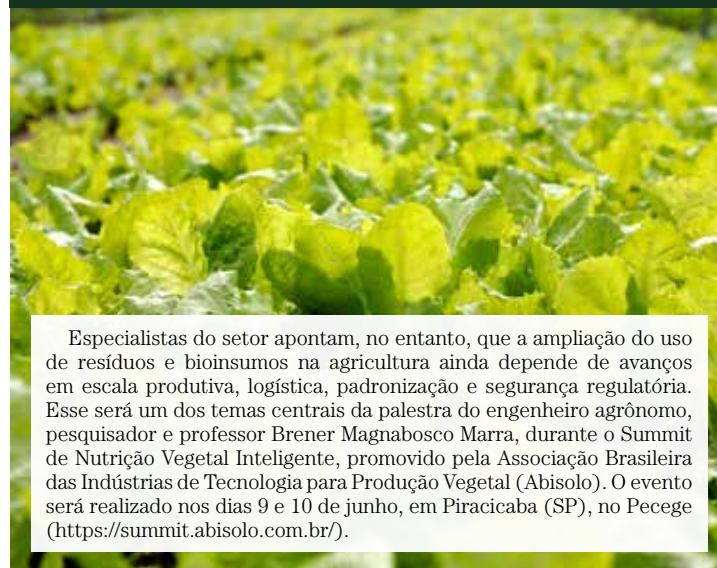 Especialistas do setor apontam, no entanto, que a ampliação do uso
de resíduos e bioinsumos na agricultura ainda depende de avanços
em escala produtiva, logística, padronização e segurança regulatória.
Esse será um dos temas centrais da palestra do engenheiro agrônomo,
pesquisador e professor Brener Magnabosco Marra, durante o Summit
de Nutrição Vegetal Inteligente, promovido pela Associação Brasileira
das Indústrias de Tecnologia para Produção Vegetal (Abisolo). O evento
será realizado nos dias 9 e 10 de junho, em Piracicaba (SP), no Pecege
(https://summit.abisolo.com.br/).